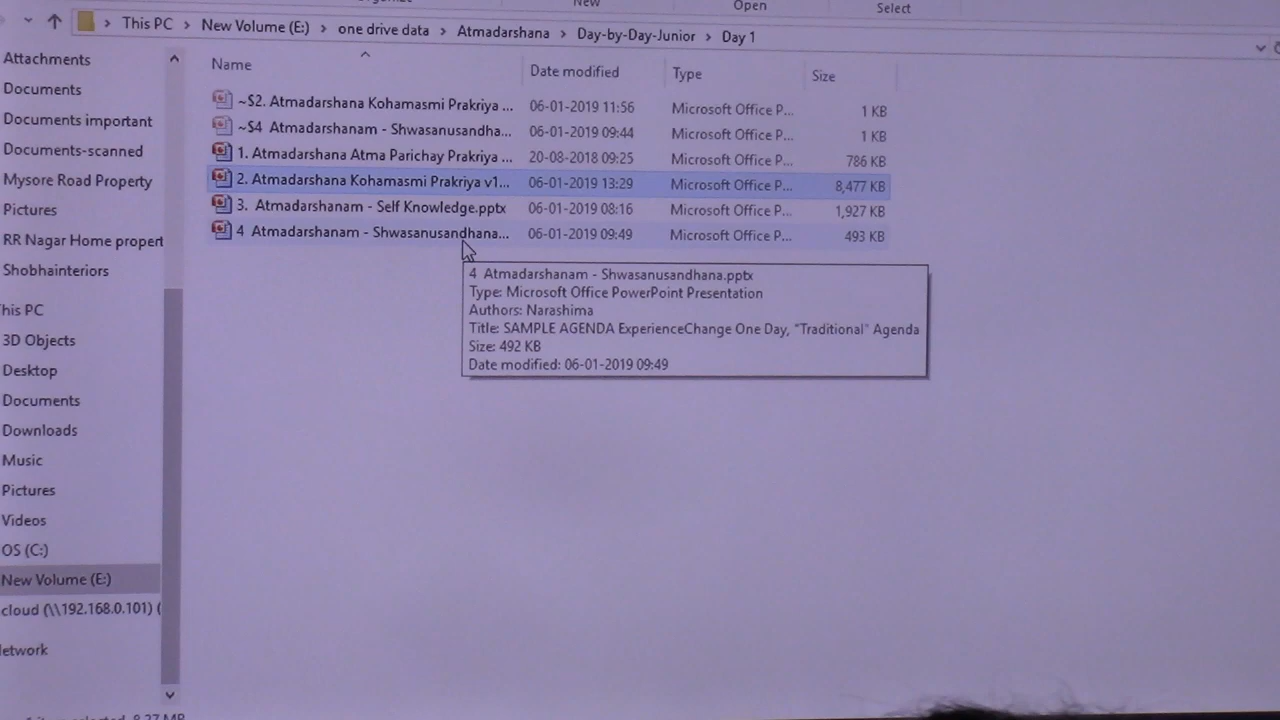 New Open Select
This PC > New Volume (E:) > one drive data > Atmadarshana > Day-by-Day-Junior > Day 1
Name Date modified Type Size
~$2. Atmadarshana Kohamasmi Prakriya ... 06-01-2019 11:56 Microsoft Office P... 1 KB
~$4 Atmadarshanam - Shwasanusandha... 06-01-2019 09:44 Microsoft Office P... 1 KB
1. Atmadarshana Atma Parichay Prakriya ... 20-08-2018 09:25 Microsoft Office P... 786 KB
2. Atmadarshana Kohamasmi Prakriya v1... 06-01-2019 13:29 Microsoft Office P... 8,477 KB
3. Atmadarshanam - Self Knowledge.pptx 06-01-2019 08:16 Microsoft Office P... 1,927 KB
4 Atmadarshanam - Shwasanusandhana... 06-01-2019 09:49 Microsoft Office P... 493 KB
4 Atmadarshanam - Shwasanusandhana.pptx
Type: Microsoft Office PowerPoint Presentation
Authors: Narashima
Title: SAMPLE AGENDA ExperienceChange One Day, "Traditional" Agenda
Size: 492 KB
Date modified: 06-01-2019 09:49
Attachments
Documents
Documents important
Documents-scanned
Mysore Road Property
Pictures
RR Nagar Home propert
Shobhainteriors
his PC
3D Objects
Desktop
Documents
Downloads
Music
Pictures
Videos
OS (C:)
New Volume (E:)
cloud (\\192.168.0.101) (
letwork
selected 8.27 MB